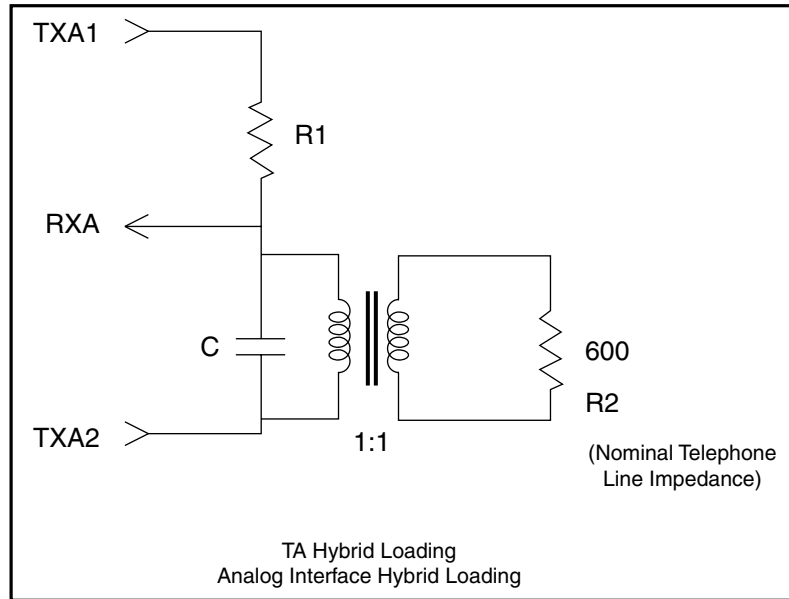 TXA1
R1
RXA
C
600
R2
TXA2
1:1
(Nominal Telephone
Line Impedance)
TA Hybrid Loading
Analog Interface Hybrid Loading